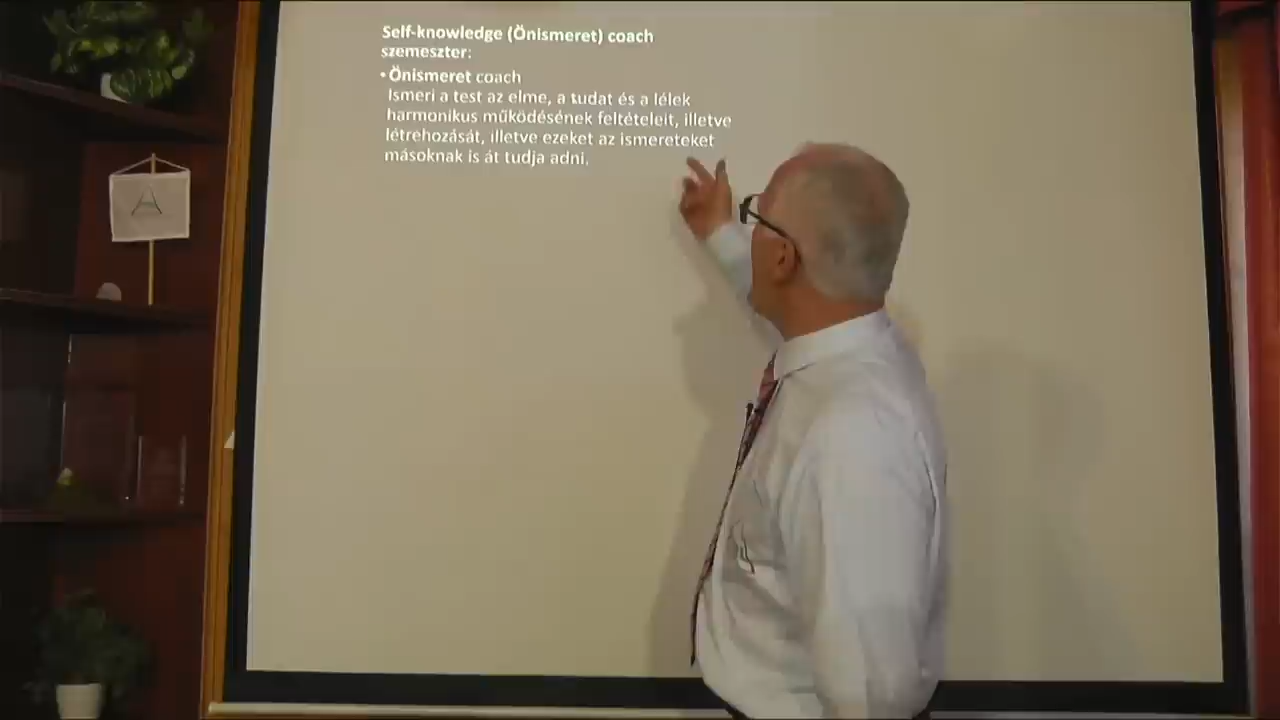 Self-knowledge (Önismeret) coach
szemeszter:
• Önismeret coach
Ismeri a test az elme, a tudat és a lélek
harmonikus működésének feltételeit, illetve
létrehozását, illetve ezeket az ismereteket
másoknak is át tudja adni.
A